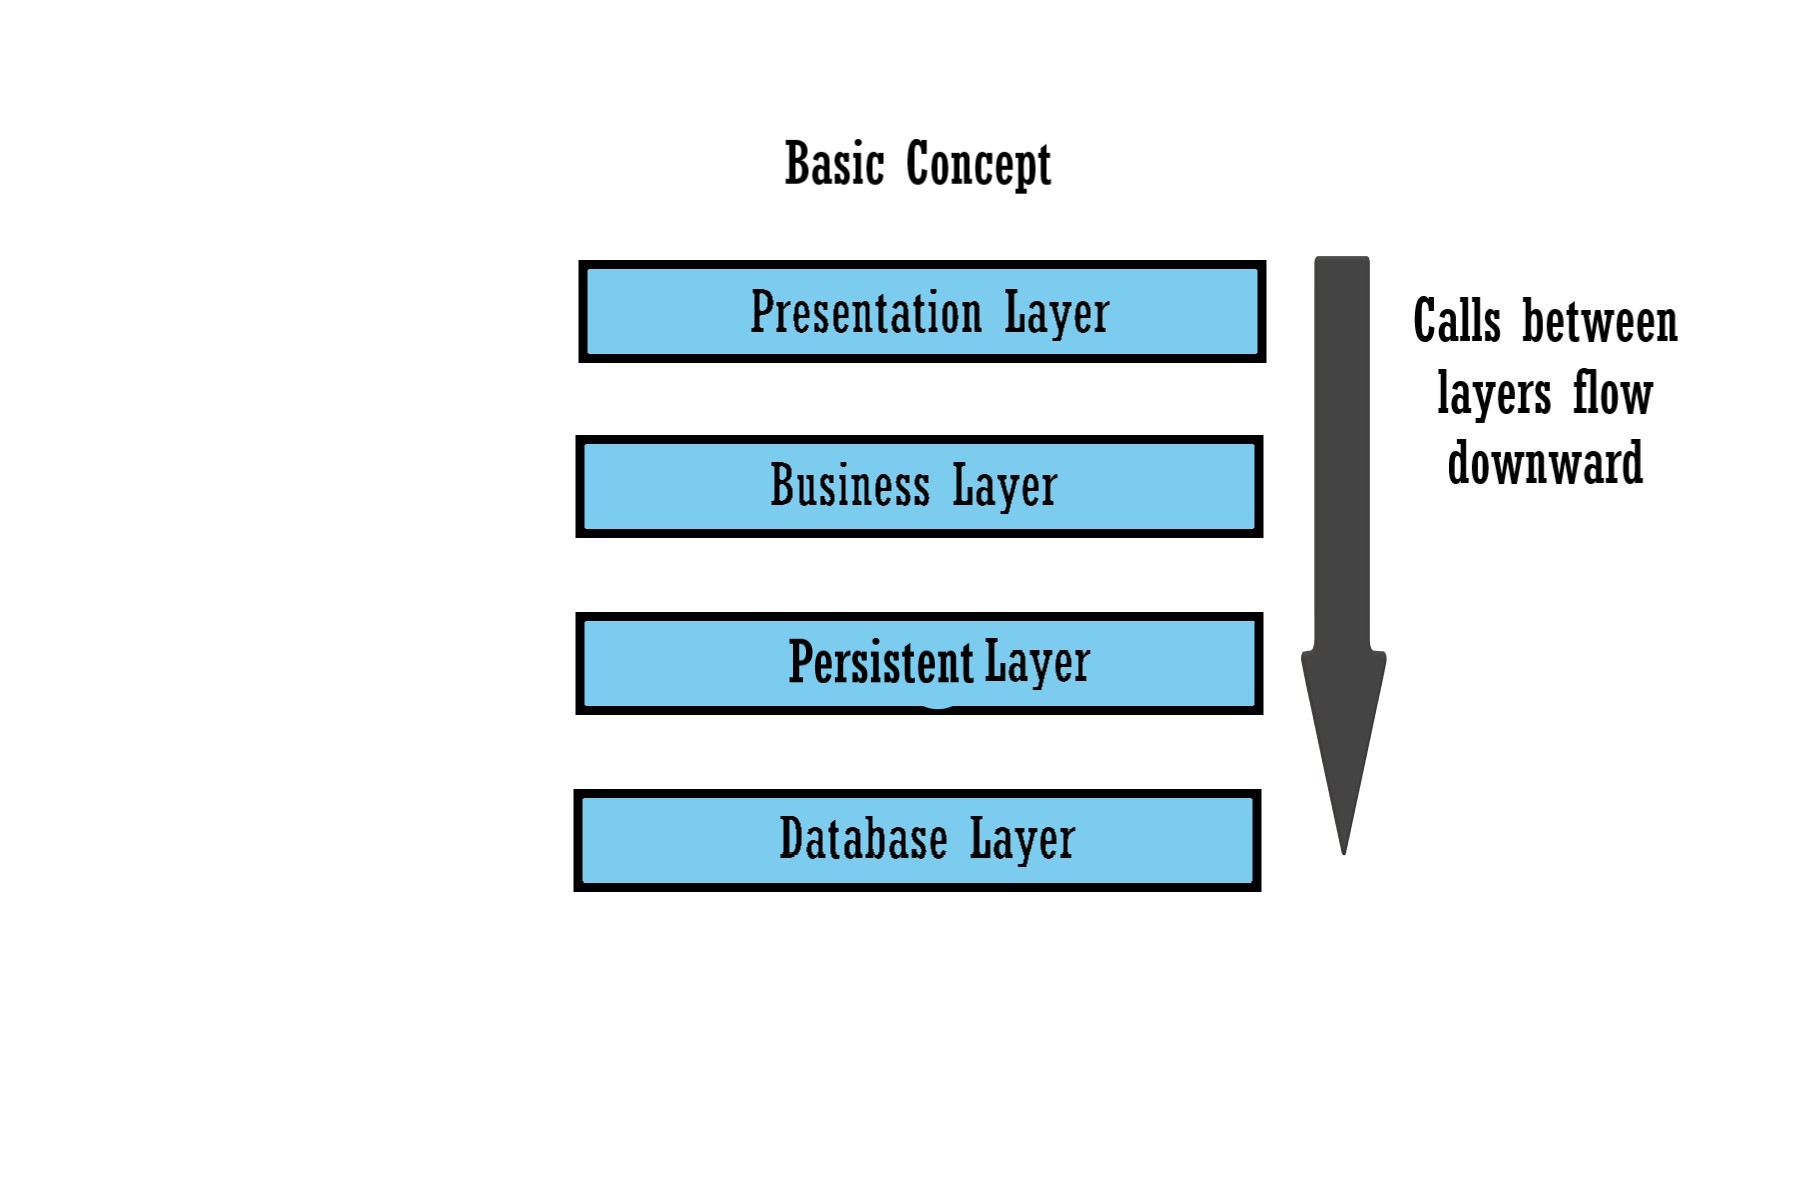 Basic Concept
Presentation Layer
Calls between
layers flow
downward
Business Layer
Persistent Layer
Database Layer